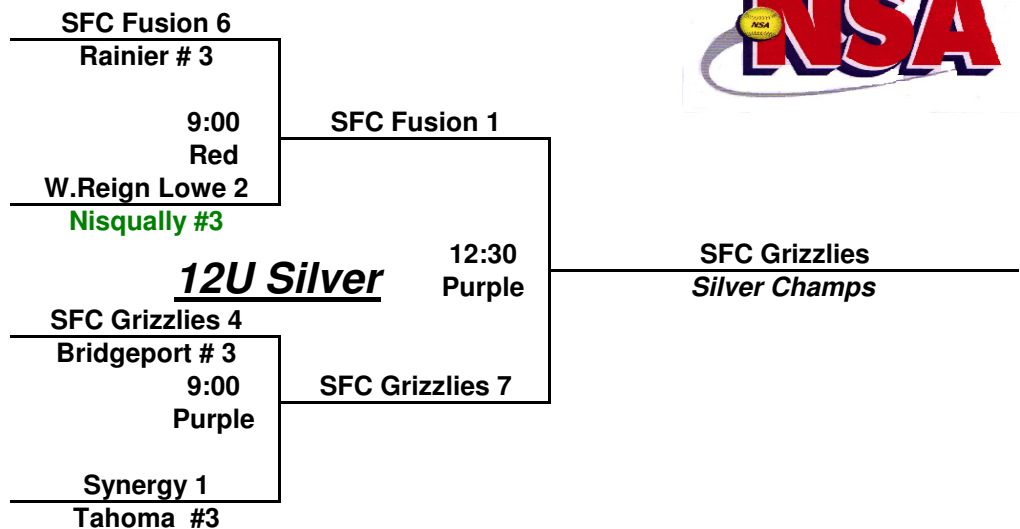 NSA
NSA
SFC Fusion 6
Rainier # 3
9:00
Red
SFC Fusion 1
W.Reign Lowe 2
Nisqually #3
12U Silver
12:30
Purple
SFC Grizzlies
Silver Champs
SFC Grizzlies 4
Bridgeport # 3
9:00
Purple
SFC Grizzlies 7
Synergy 1
Tahoma #3